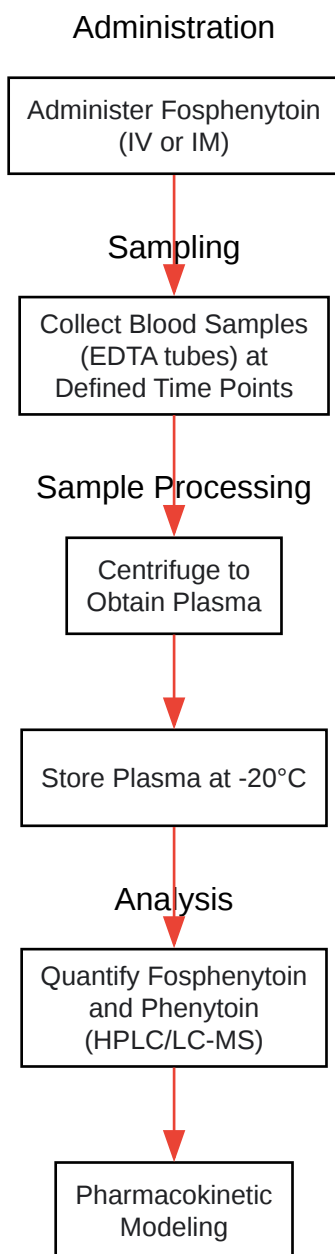 Administration
Administer Fosphenytoin
(IV or IM)
Sampling
Collect Blood Samples
(EDTA tubes) at
Defined Time Points
Sample Processing
Centrifuge to
Obtain Plasma
Store Plasma at -20°C
Analysis
Quantify Fosphenytoin
and Phenytoin
(HPLC/LC-MS)
Pharmacokinetic
Modeling